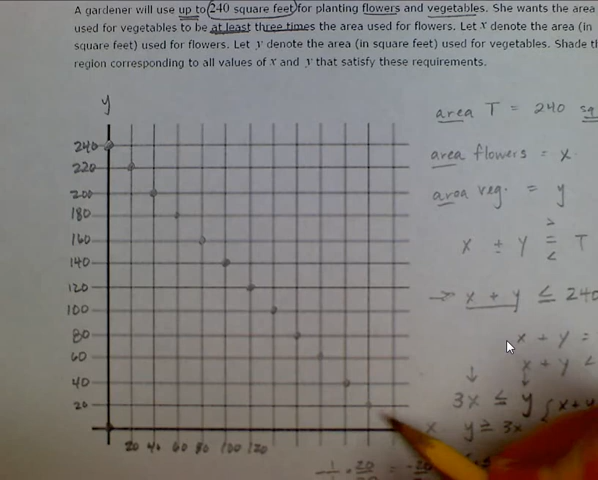 A gardener will use up to 240 square feet for planting flowers and vegetables. She wants the area
used for vegetables to be at least three times the area used for flowers. Let x denote the area (in
square feet) used for flowers. Let y denote the area (in square feet) used for vegetables. Shade th
region corresponding to all values of x and y that satisfy these requirements.
y
240
220
200
180
160
140
120
100
80
60
40
20
20 40 60 80 100 120
area T = 240 sq
area flowers = x
area veg. = y
x ± y ≥ = ≤ T
→ x + y ≤ 240
x + y =
x + y <
↓ ↓
3x ≤ y { x + y
y ≥ 3x